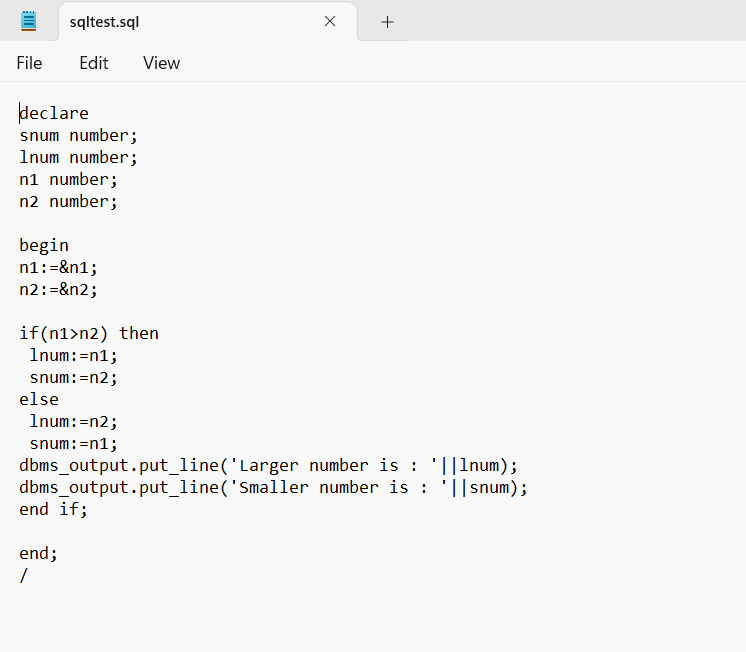 sqltest.sql
File Edit View
declare
snum number;
lnum number;
n1 number;
n2 number;
begin
n1:=&n1;
n2:=&n2;
if(n1>n2) then
lnum:=n1;
snum:=n2;
else
lnum:=n2;
snum:=n1;
dbms_output.put_line('Larger number is : '||lnum);
dbms_output.put_line('Smaller number is : '||snum);
end if;
end;
/